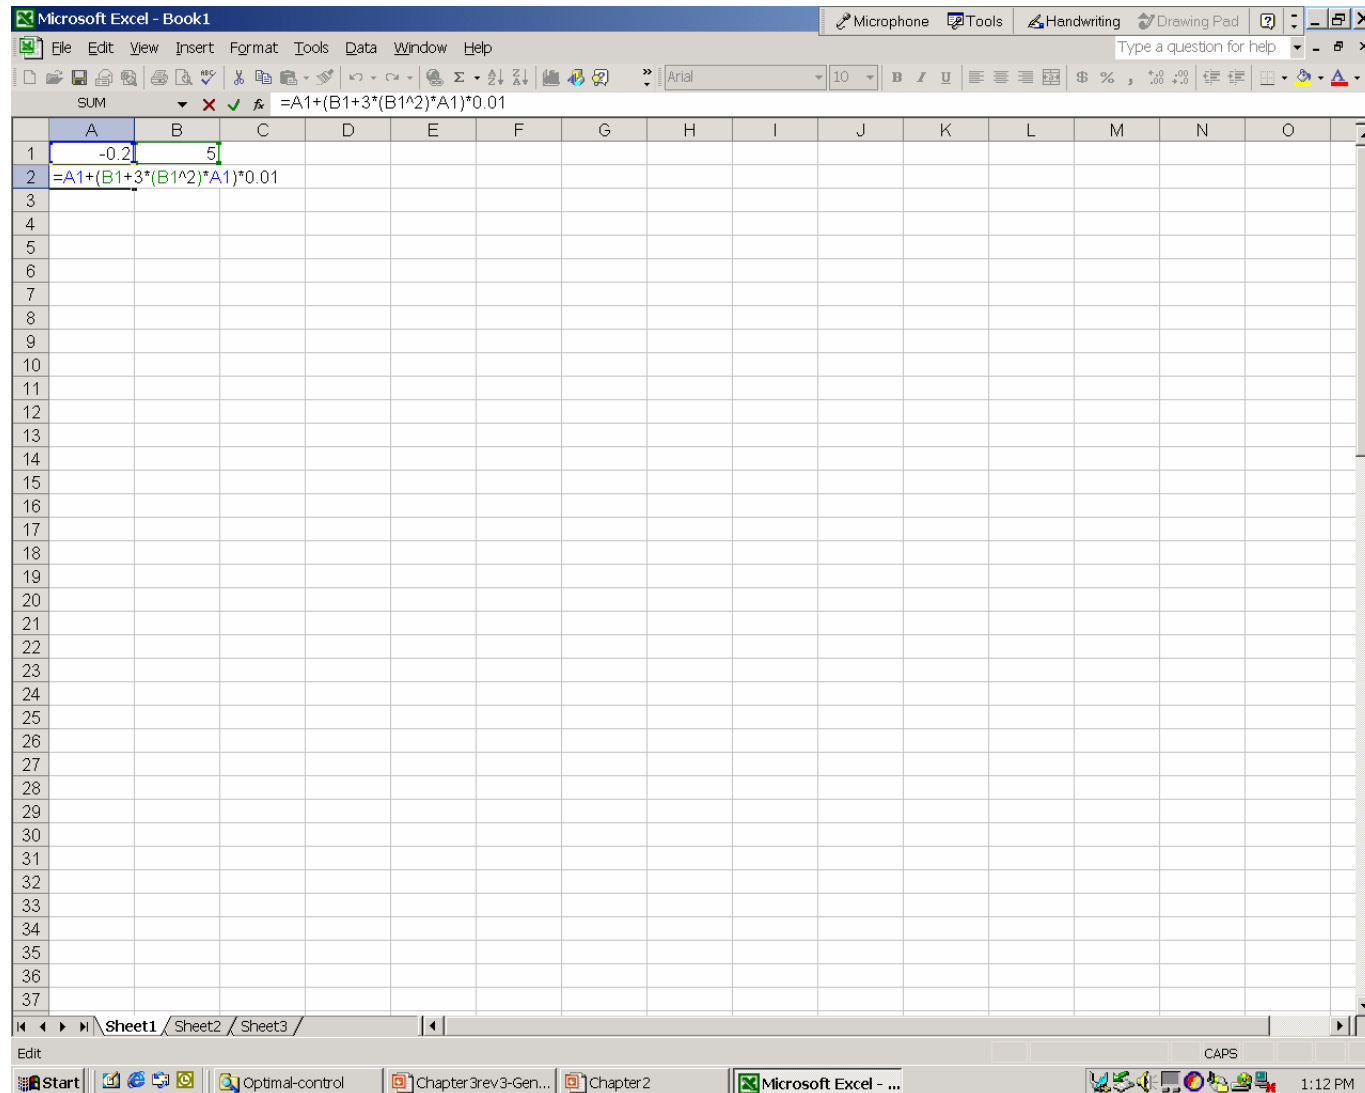 Microsoft Excel - Book1
Microphone Tools Handwriting Drawing Pad
File Edit View Insert Format Tools Data Window Help
Type a question for help
Arial 10 B I U $ % ,
SUM fx =A1+(B1+3*(B1^2)*A1)*0.01
A B C D E F G H I J K L M N O
1 -0.2 5
2 =A1+(B1+3*(B1^2)*A1)*0.01
3
4
5
6
7
8
9
10
11
12
13
14
15
16
17
18
19
20
21
22
23
24
25
26
27
28
29
30
31
32
33
34
35
36
37
Sheet1 Sheet2 Sheet3
Edit
CAPS
Start Optimal-control Chapter3rev3-Gen... Chapter2 Microsoft Excel - ... 1:12 PM